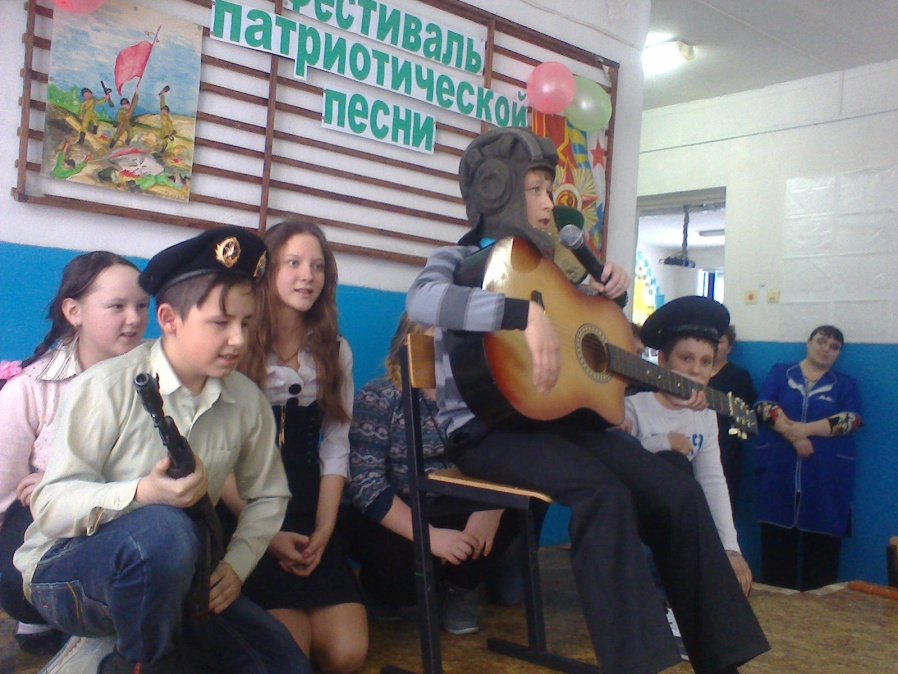 фестиваль
патриотической
песни